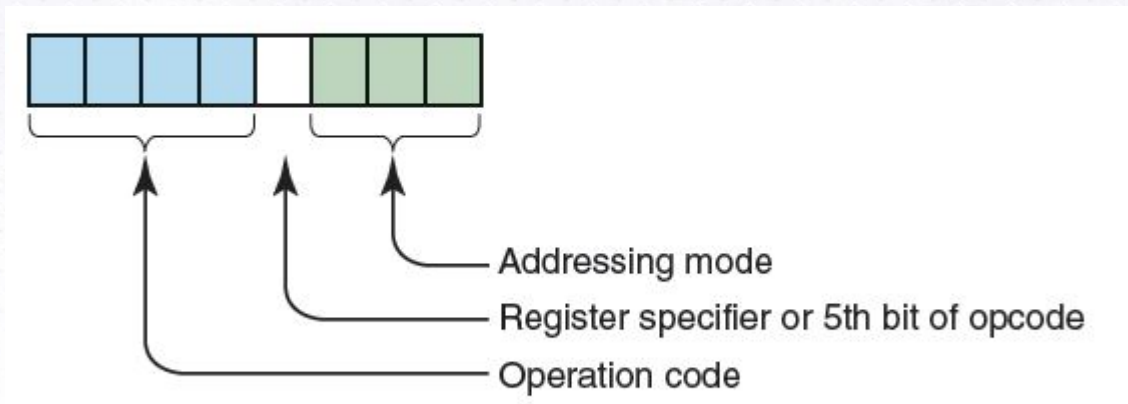 Addressing mode
Register specifier or 5th bit of opcode
Operation code